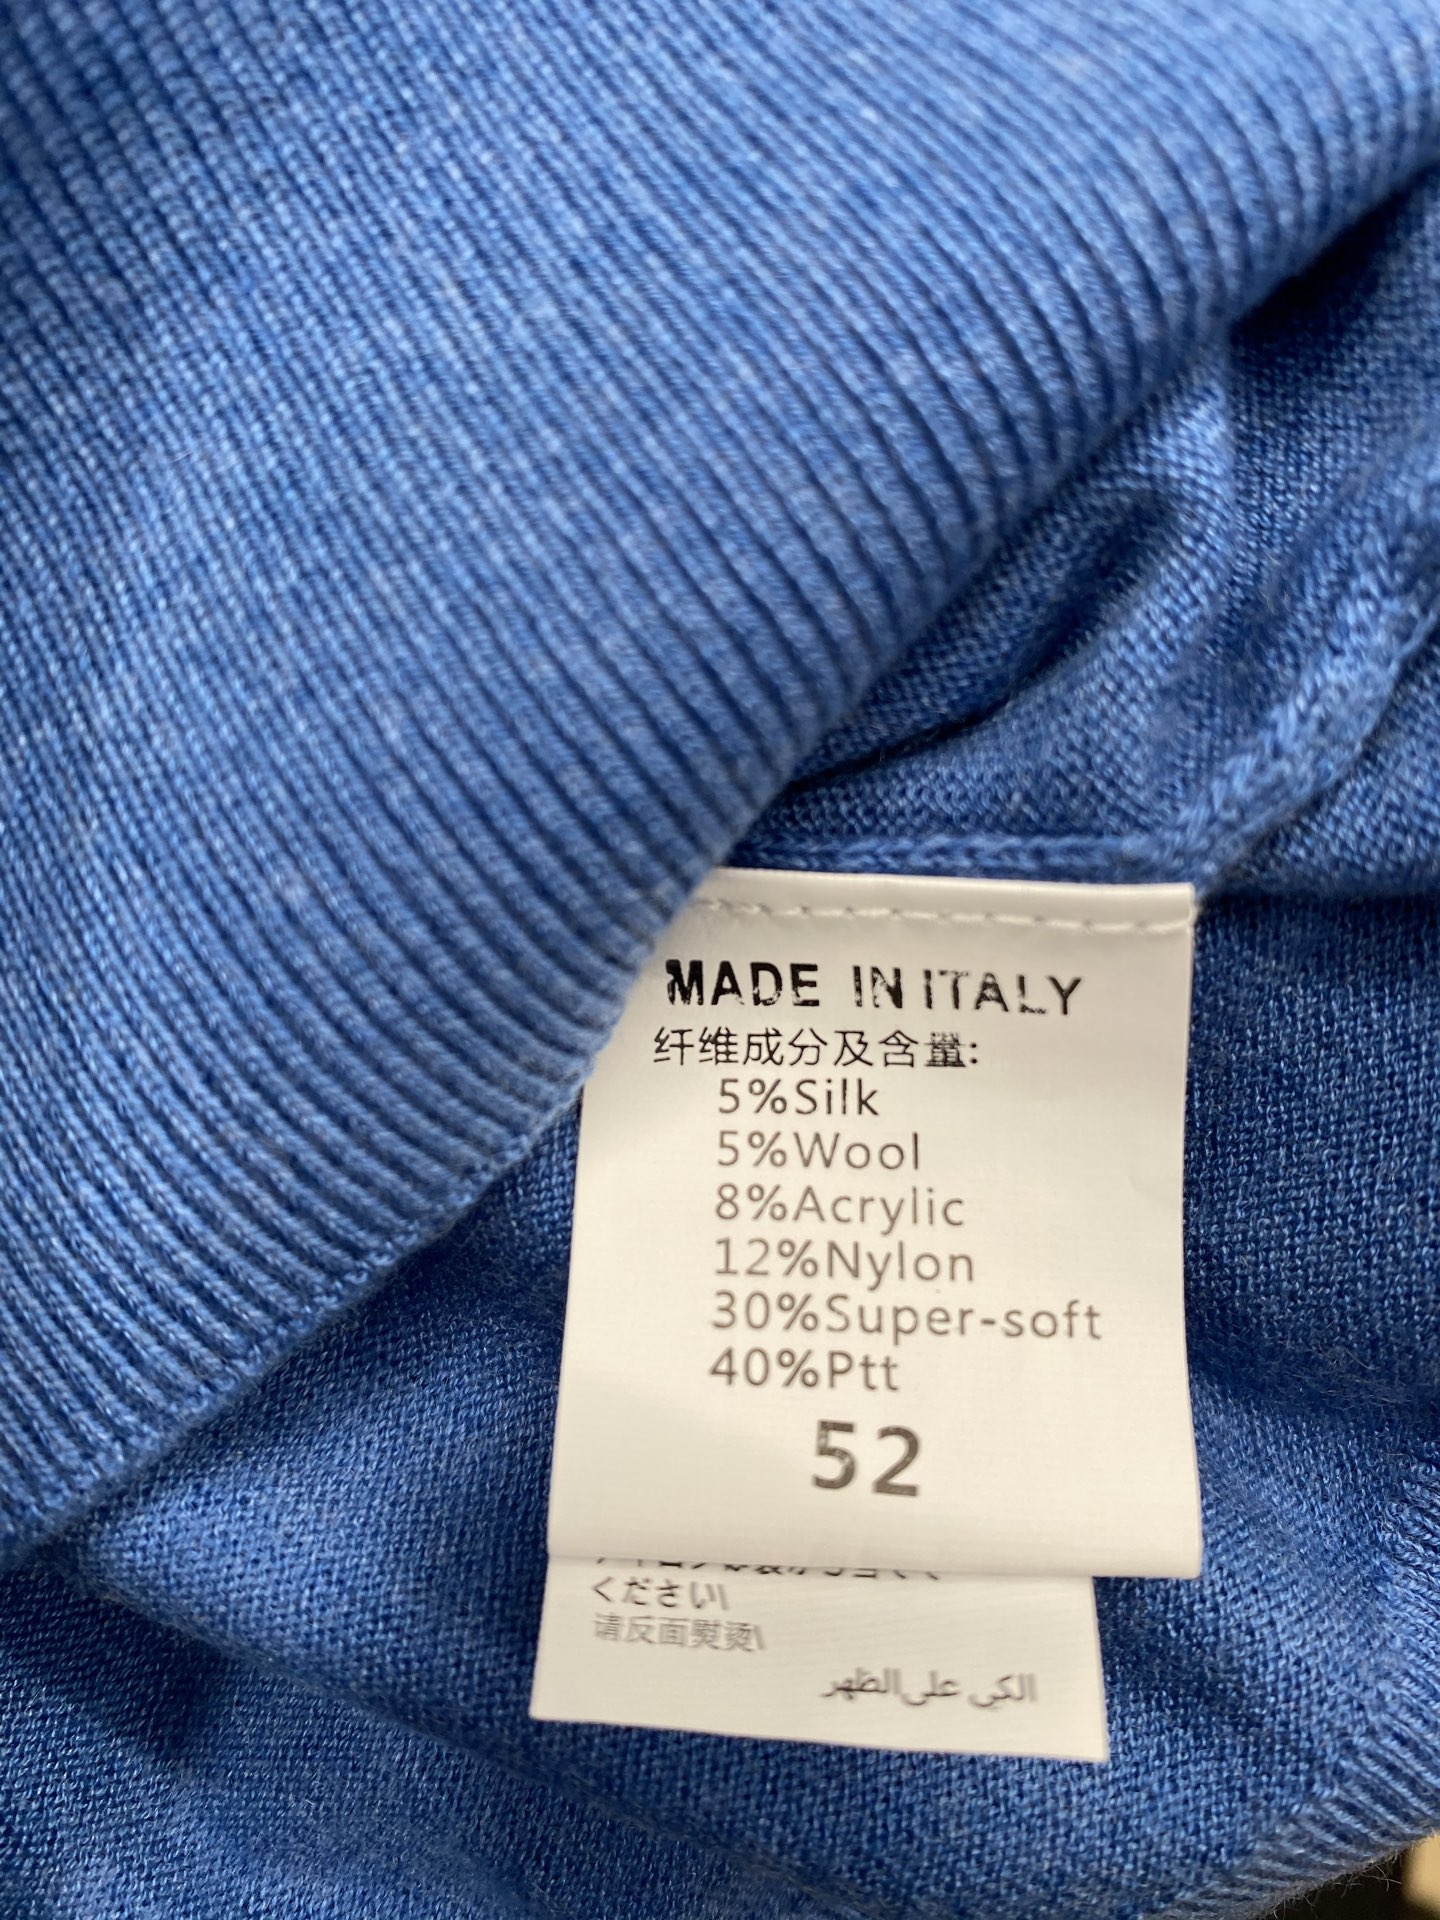 MADE IN ITALY
纤维成分及含量:
5%Silk
5%Wool
8%Acrylic
12%Nylon
30%Super-soft
40%Ptt
52
ください\
请反面熨烫\
الكي على الظهر